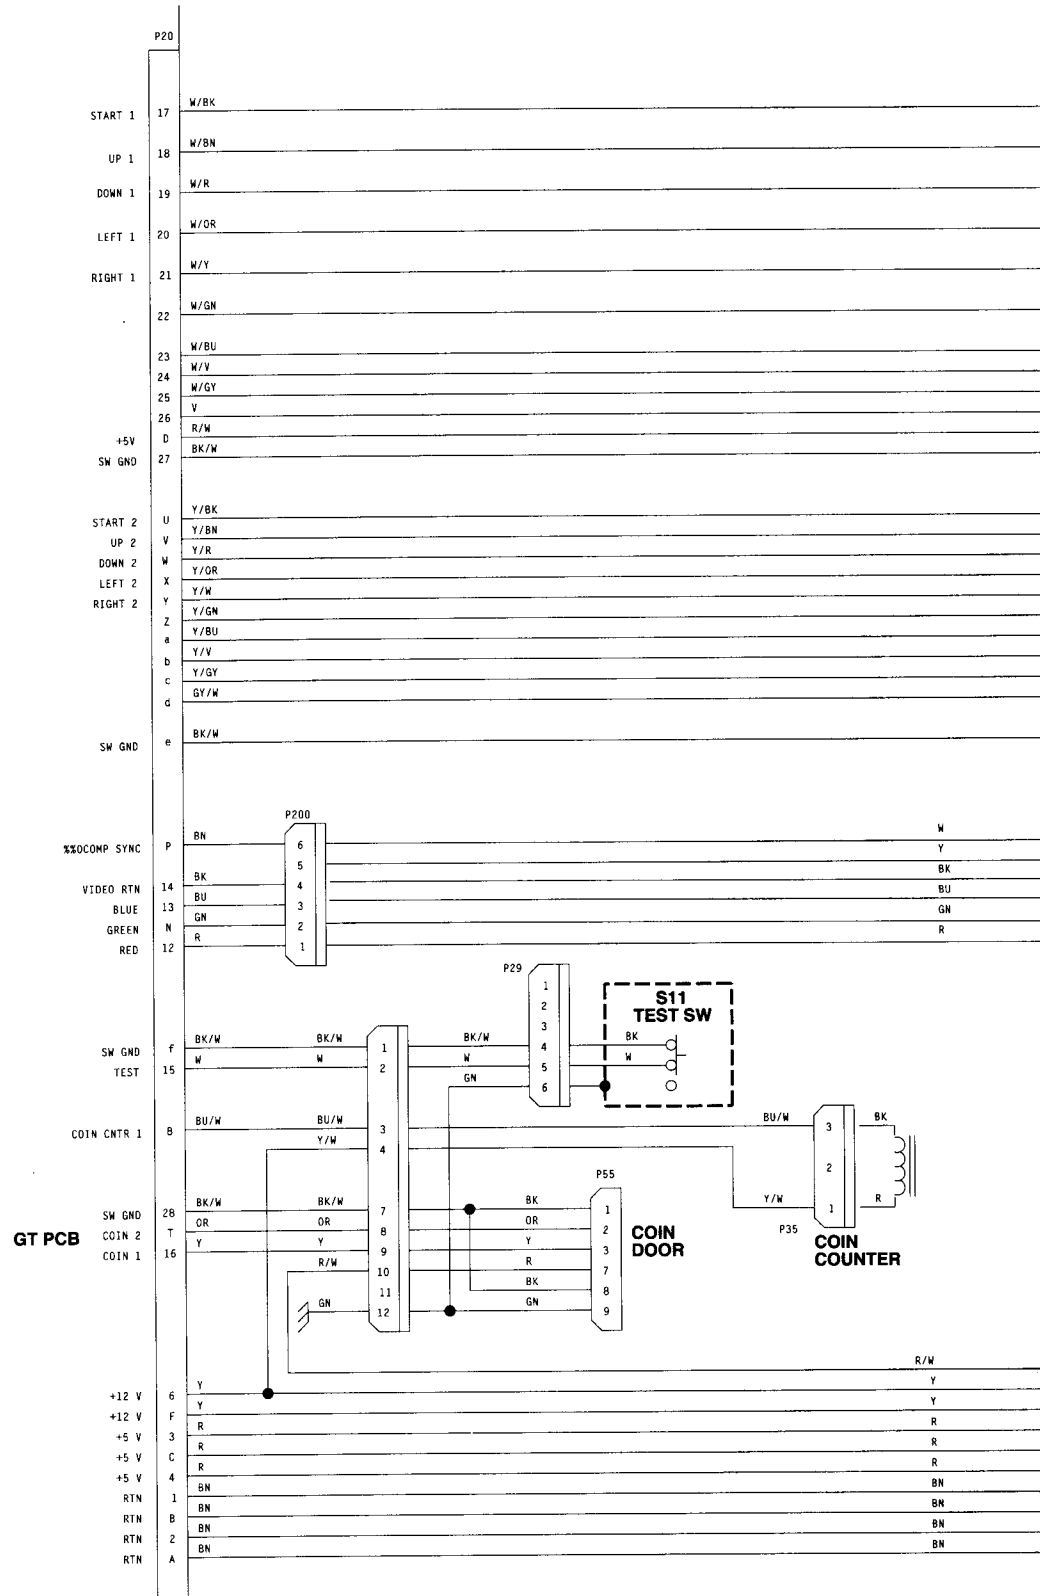 P20
W/BK
START 1 17
W/BN
UP 1 18
W/R
DOWN 1 19
W/OR
LEFT 1 20
W/Y
RIGHT 1 21
W/GN
22
W/BU
23
W/V
24
W/GY
25
V
26
R/W
+5V D
BK/W
SW GND 27
Y/BK
START 2 U
Y/BN
UP 2 V
Y/R
DOWN 2 W
Y/OR
LEFT 2 X
Y/W
RIGHT 2 Y
Y/GN
Z
Y/BU
a
Y/V
b
Y/GY
c
GY/W
d
BK/W
SW GND e
P200
BN W
%%OCOMP SYNC P 6
Y
5
BK BK
VIDEO RTN 14 4
BU BU
BLUE 13 3
GN GN
GREEN N 2
R R
RED 12 1
P29
1
2
3
S11
TEST SW
BK/W BK/W BK/W BK
SW GND f 1 4
W W W W
TEST 15 2 5
GN
6
BU/W BU/W BU/W BK
COIN CNTR 1 B 3 3
Y/W
4
2
P55
Y/W R
1
P35
COIN
COUNTER
BK/W BK/W BK
SW GND 28 7 1
OR OR OR
GT PCB COIN 2 T 8 2
Y Y Y
COIN 1 16 9 3
COIN
DOOR
R/W R
10 7
BK
11 8
GN GN
12 9
R/W
Y Y
+12 V 6
Y Y
+12 V F
R R
+5 V 3
R R
+5 V C
R R
+5 V 4
BN BN
RTN 1
BN BN
RTN B
BN BN
RTN 2
BN BN
RTN A